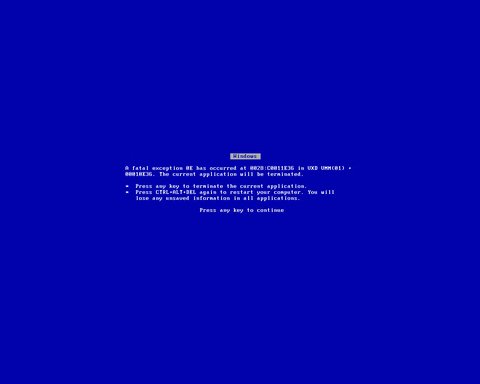 Windows
A fatal exception 0E has occurred at 0028:C0011E36 in VXD VMM(01) +
00010E36. The current application will be terminated.
* Press any key to terminate the current application.
* Press CTRL+ALT+DEL again to restart your computer. You will
lose any unsaved information in all applications.
Press any key to continue